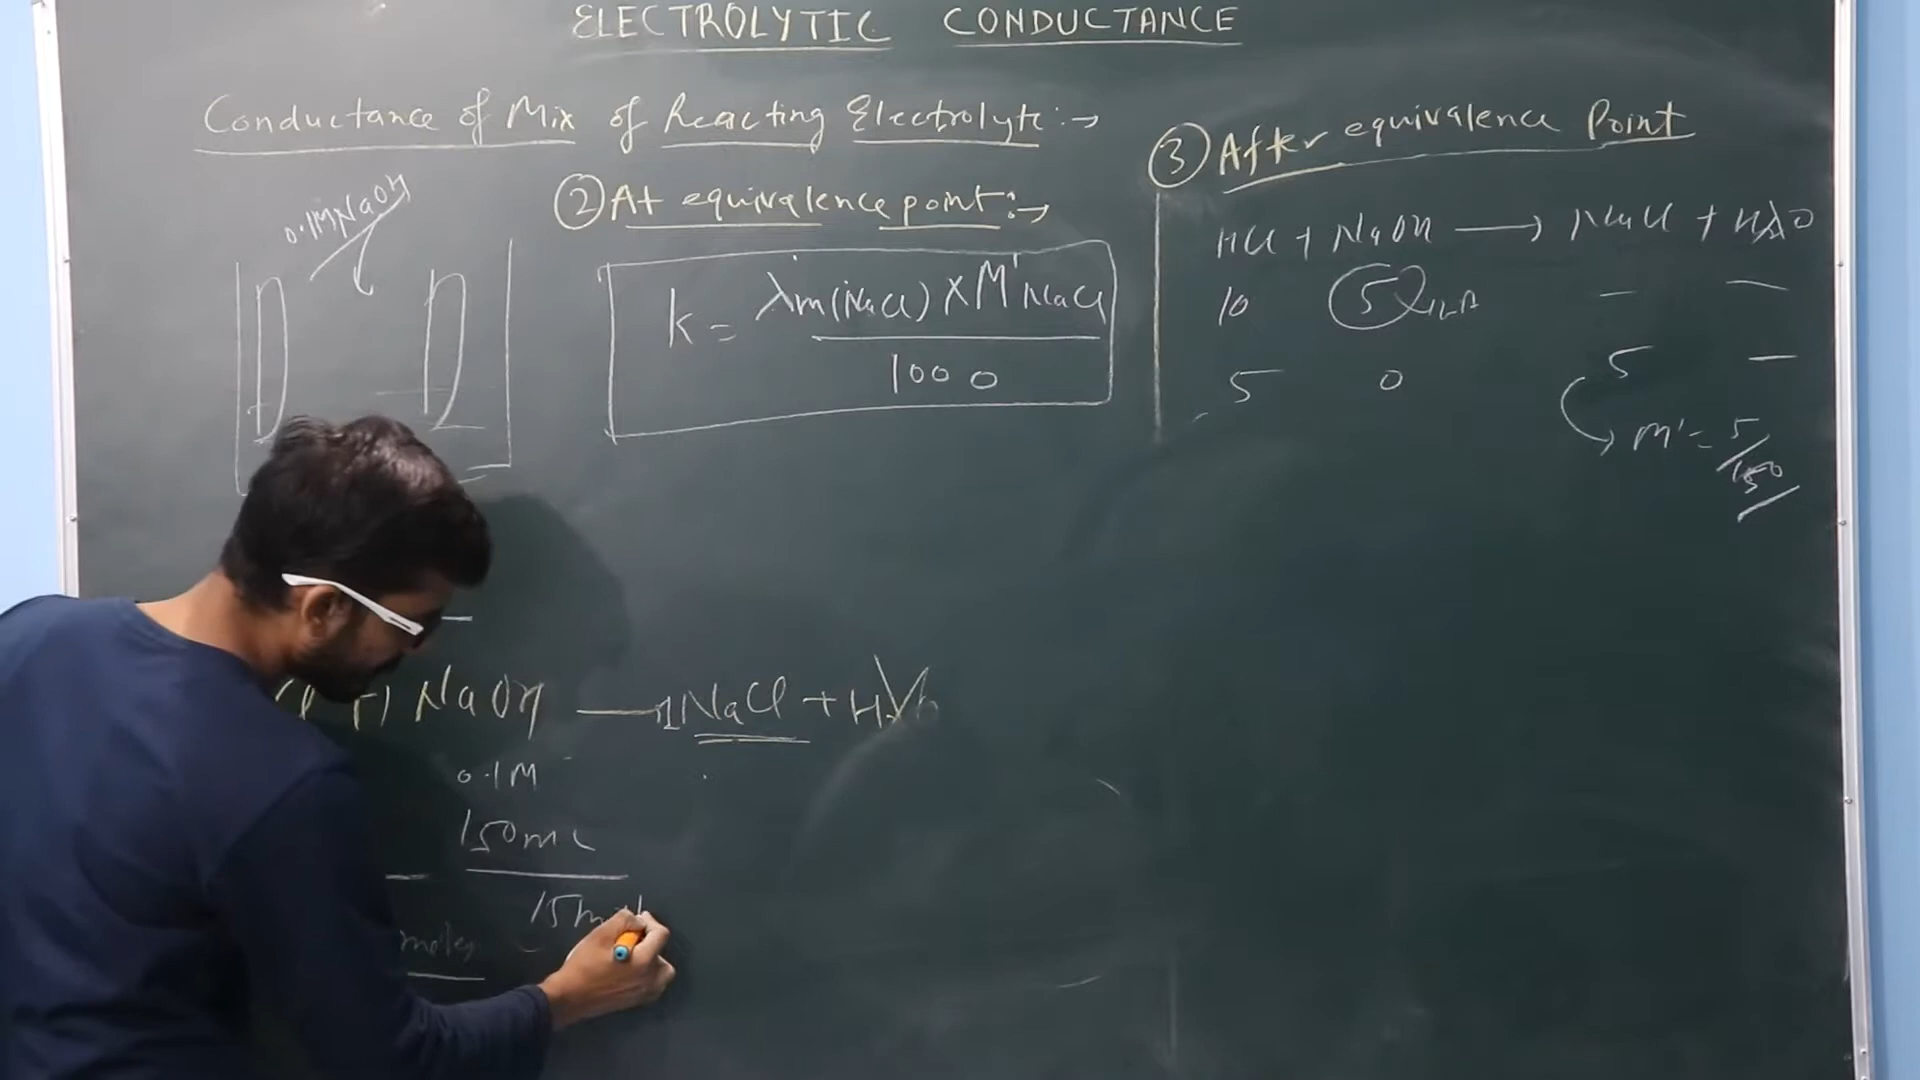 ELECTROLYTIC CONDUCTANCE
Conductance of Mix of Reacting Electrolyte :→
0.1M NaOH
② At equivalence point :→
k = λm(NaCl) × M'NaCl
1000
③ After equivalence Point
HCl + NaOH → NaCl + H2O
10 5 — —
5 0 5 —
M' = 5/150
NaOH → 1NaCl + H2O
0.1M
150mL
15m
moles